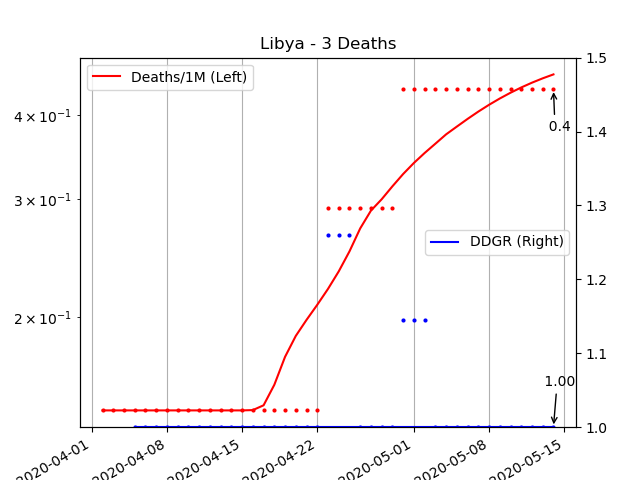 Libya - 3 Deaths
Deaths/1M (Left)
1.5
4 × 10⁻¹
0.4
1.4
3 × 10⁻¹
1.3
DDGR (Right)
1.2
2 × 10⁻¹
1.1
1.00
1.0
2020-04-01
2020-04-08
2020-04-15
2020-04-22
2020-05-01
2020-05-08
2020-05-15